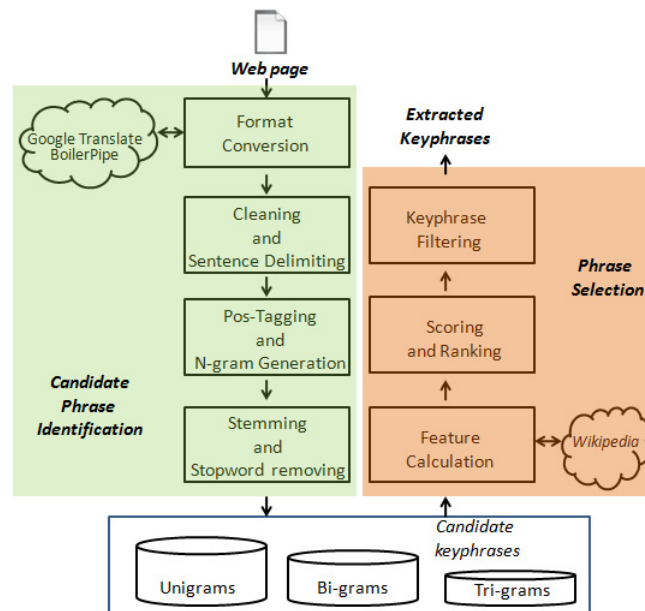 Web page
Google Translate
BoilerPipe
Format
Conversion
Cleaning
and
Sentence Delimiting
Pos-Tagging
and
N-gram Generation
Candidate
Phrase
Identification
Stemming
and
Stopword removing
Extracted
Keyphrases
Keyphrase
Filtering
Phrase
Selection
Scoring
and Ranking
Feature
Calculation
Wikipedia
Candidate
keyphrases
Unigrams
Bi-grams
Tri-grams